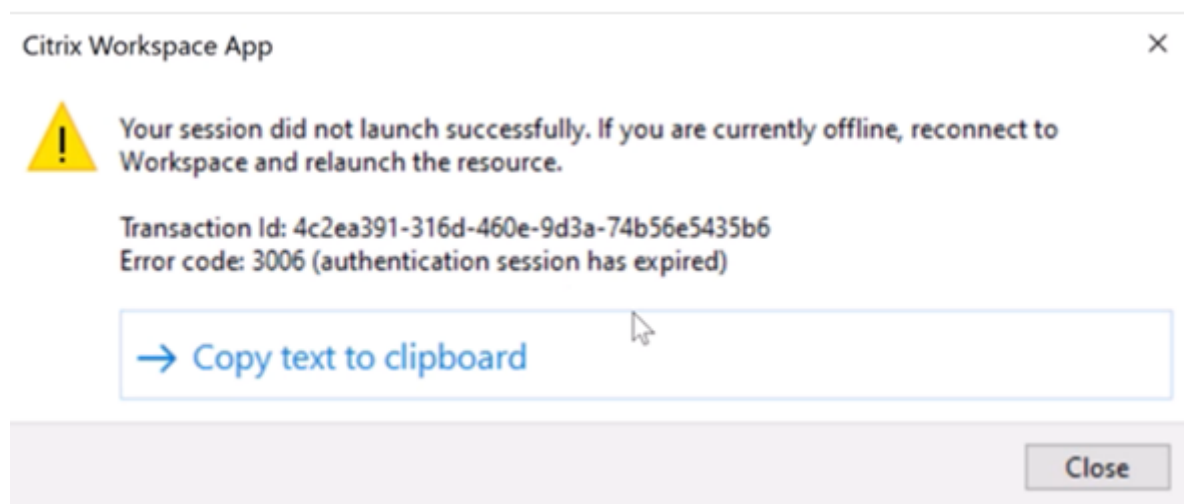 Citrix Workspace App
Your session did not launch successfully. If you are currently offline, reconnect to
Workspace and relaunch the resource.
Transaction Id: 4c2ea391-316d-460e-9d3a-74b56e5435b6
Error code: 3006 (authentication session has expired)
Copy text to clipboard
Close